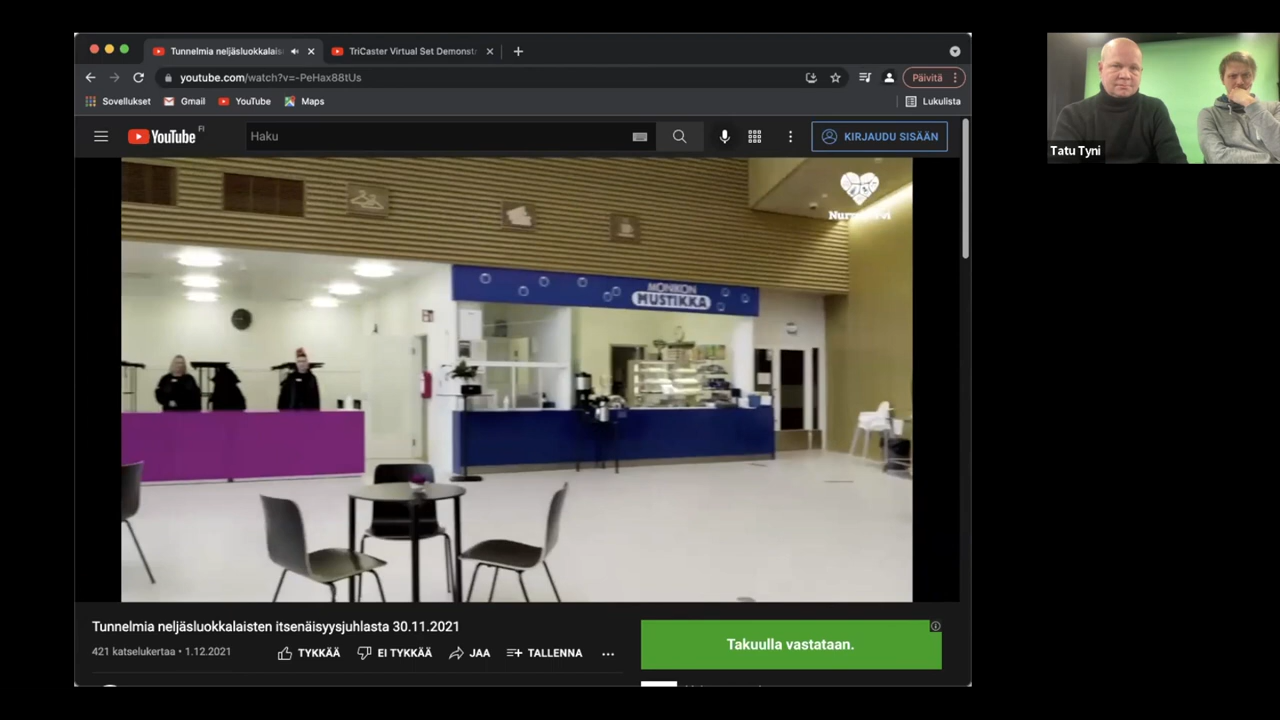 Tunnelmia neljäsluokkalais
TriCaster Virtual Set Demonst
youtube.com/watch?v=-PeHax88tUs
Päivitä
Sovellukset
Gmail
YouTube
Maps
Lukulista
YouTube FI
Haku
KIRJAUDU SISÄÄN
Tatu Tyni
Nurmijärvi
MONIKON
MUSTIKKA
Tunnelmia neljäsluokkalaisten itsenäisyysjuhlasta 30.11.2021
421 katselukertaa • 1.12.2021
TYKKÄÄ
EI TYKKÄÄ
JAA
TALLENNA
Takuulla vastataan.